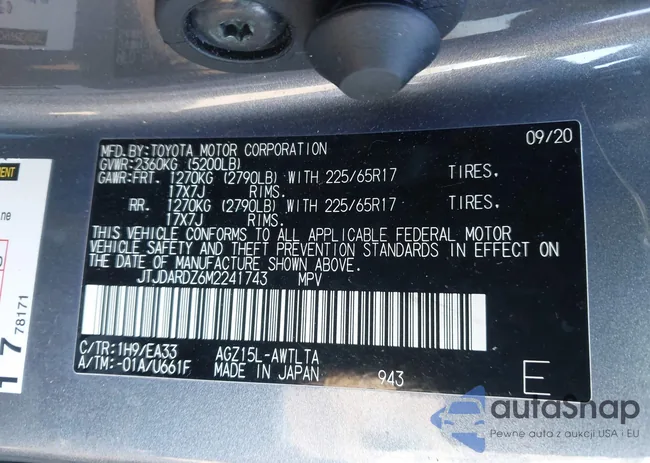 MFD.BY:TOYOTA MOTOR CORPORATION 09/20
GVWR:2360KG (5200LB)
GAWR:FRT. 1270KG (2790LB) WITH 225/65R17 TIRES.
17X7J RIMS.
RR. 1270KG (2790LB) WITH 225/65R17 TIRES.
17X7J RIMS.
THIS VEHICLE CONFORMS TO ALL APPLICABLE FEDERAL MOTOR
VEHICLE SAFETY AND THEFT PREVENTION STANDARDS IN EFFECT ON
THE DATE OF MANUFACTURE SHOWN ABOVE.
JTJDARDZ6M2241743 MPV
C/TR:1H9/EA33 AGZ15L-AWTLTA
A/TM:-01A/U661F MADE IN JAPAN 943 E
17 78171
autoSnap
Pewne auta z aukcji USA i EU